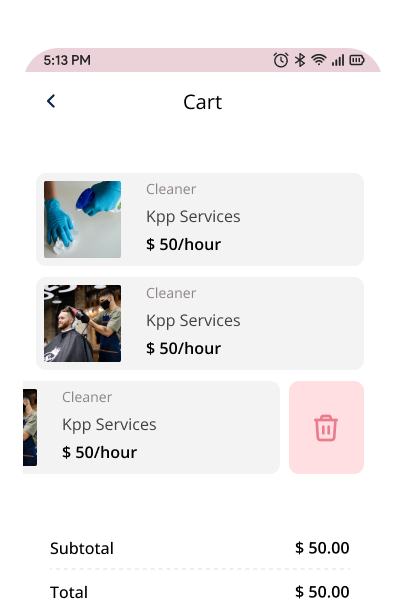 5:13 PM
Cart
Cleaner
Kpp Services
$ 50/hour
Cleaner
Kpp Services
$ 50/hour
Cleaner
Kpp Services
$ 50/hour
Subtotal $ 50.00
Total $ 50.00